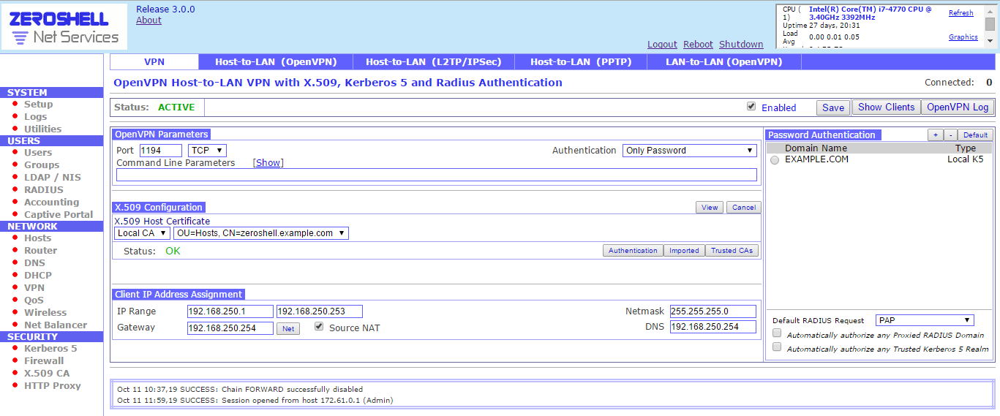 ZEROSHELL
Net Services
Release 3.0.0
About
Logout Reboot Shutdown
CPU (1) Intel(R) Core(TM) i7-4770 CPU @ 3.40GHz 3392MHz
Uptime 27 days, 20:31
Load Avg 0.00 0.01 0.05
Refresh
Graphics
VPN Host-to-LAN (OpenVPN) Host-to-LAN (L2TP/IPSec) Host-to-LAN (PPTP) LAN-to-LAN (OpenVPN)
OpenVPN Host-to-LAN VPN with X.509, Kerberos 5 and Radius Authentication Connected: 0
Status: ACTIVE Enabled Save Show Clients OpenVPN Log
SYSTEM
Setup
Logs
Utilities
USERS
Users
Groups
LDAP / NIS
RADIUS
Accounting
Captive Portal
NETWORK
Hosts
Router
DNS
DHCP
VPN
QoS
Wireless
Net Balancer
SECURITY
Kerberos 5
Firewall
X.509 CA
HTTP Proxy
OpenVPN Parameters
Port 1194 TCP Authentication Only Password
Command Line Parameters [Show]
X.509 Configuration View Cancel
X.509 Host Certificate
Local CA OU=Hosts, CN=zeroshell.example.com
Status: OK Authentication Imported Trusted CAs
Client IP Address Assignment
IP Range 192.168.250.1 192.168.250.253 Netmask 255.255.255.0
Gateway 192.168.250.254 Net Source NAT DNS 192.168.250.254
Password Authentication + - Default
Domain Name Type
EXAMPLE.COM Local K5
Default RADIUS Request PAP
Automatically authorize any Proxied RADIUS Domain
Automatically authorize any Trusted Kerberos 5 Realm
Oct 11 10:37,19 SUCCESS: Chain FORWARD successfully disabled
Oct 11 11:59,19 SUCCESS: Session opened from host 172.61.0.1 (Admin)